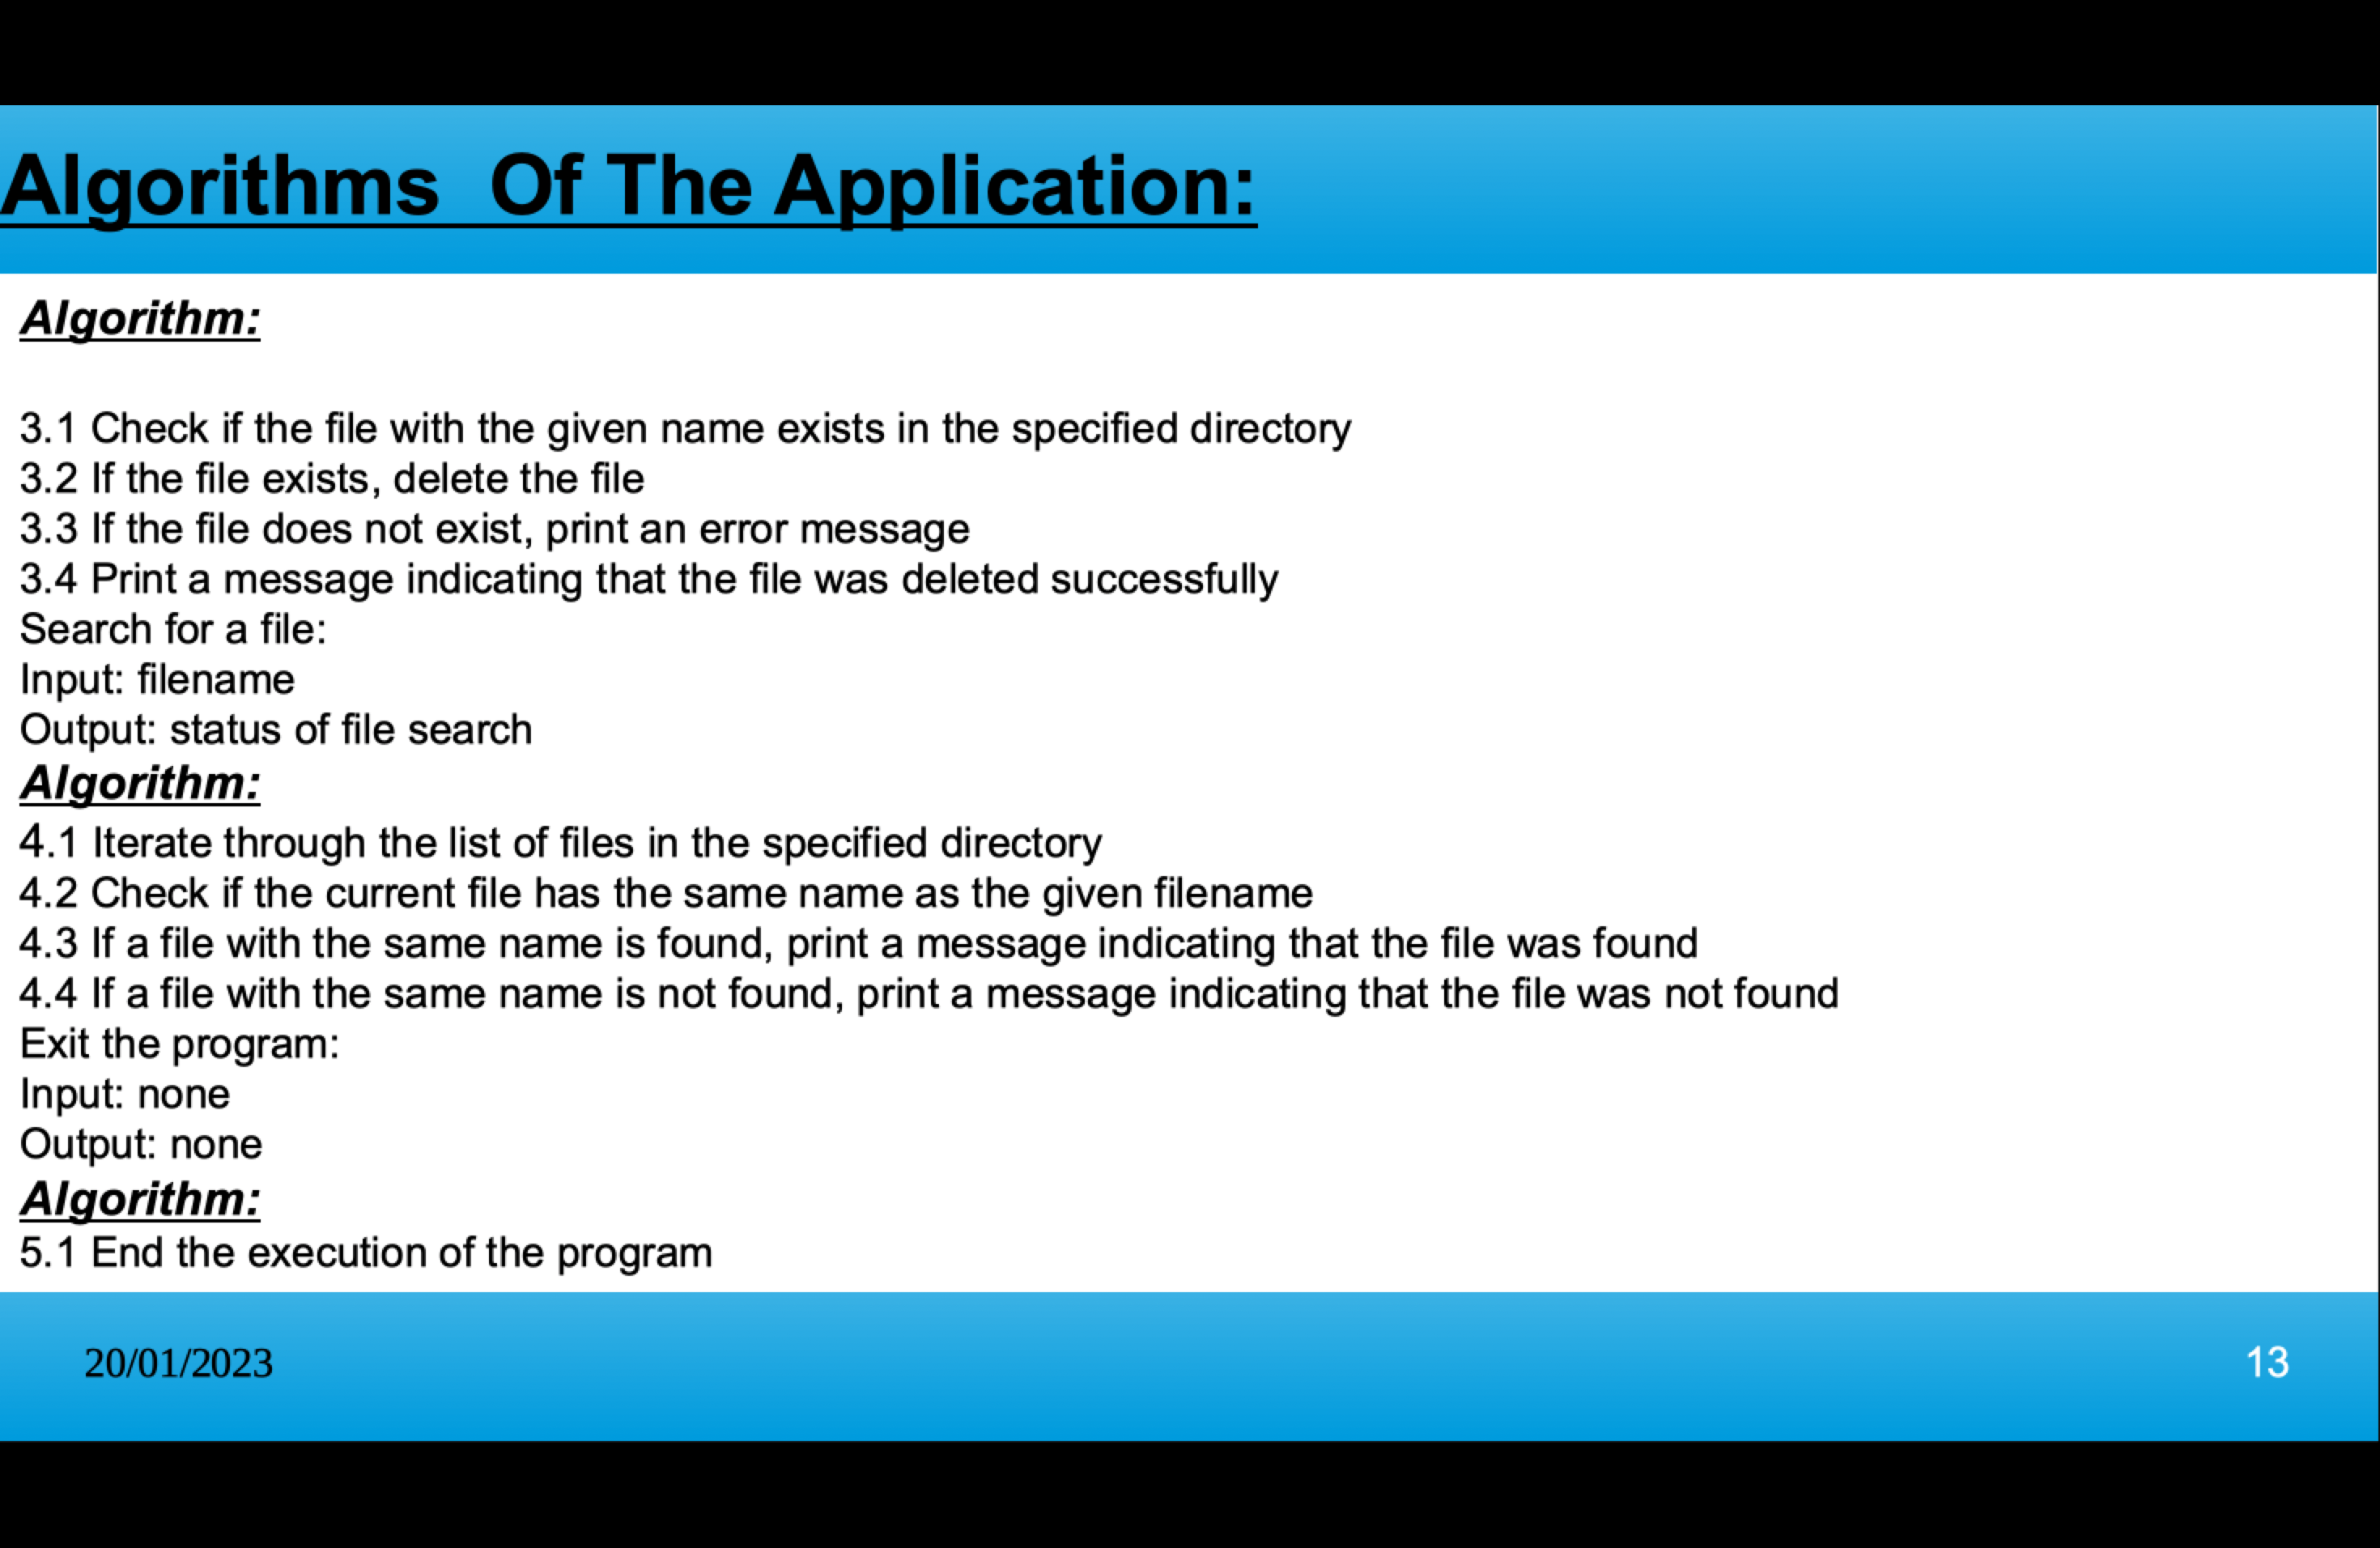 Algorithms  Of The Application:
Algorithm:
3.1 Check if the file with the given name exists in the specified directory
3.2 If the file exists, delete the file
3.3 If the file does not exist, print an error message
3.4 Print a message indicating that the file was deleted successfully
Search for a file:
Input: filename
Output: status of file search
Algorithm:
4.1 Iterate through the list of files in the specified directory
4.2 Check if the current file has the same name as the given filename
4.3 If a file with the same name is found, print a message indicating that the file was found
4.4 If a file with the same name is not found, print a message indicating that the file was not found
Exit the program:
Input: none
Output: none
Algorithm:
5.1 End the execution of the program
20/01/2023
13